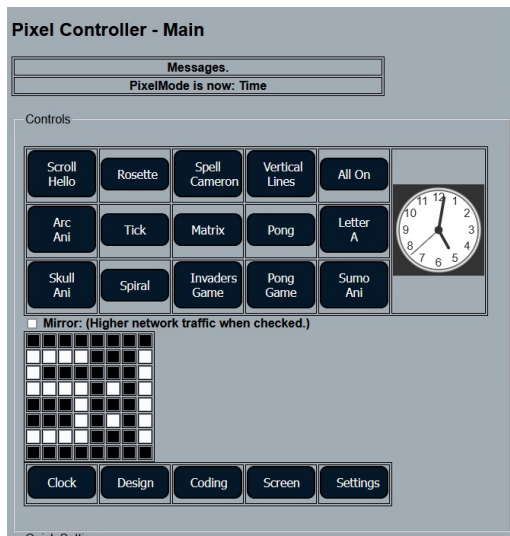 Pixel Controller - Main
Messages.
PixelMode is now: Time
Controls
Scroll
Hello
Rosette
Spell
Cameron
Vertical
Lines
All On
Arc
Ani
Tick
Matrix
Pong
Letter
A
Skull
Ani
Spiral
Invaders
Game
Pong
Game
Sumo
Ani
12
1
2
3
4
5
6
7
8
9
10
11
Mirror: (Higher network traffic when checked.)
Clock
Design
Coding
Screen
Settings